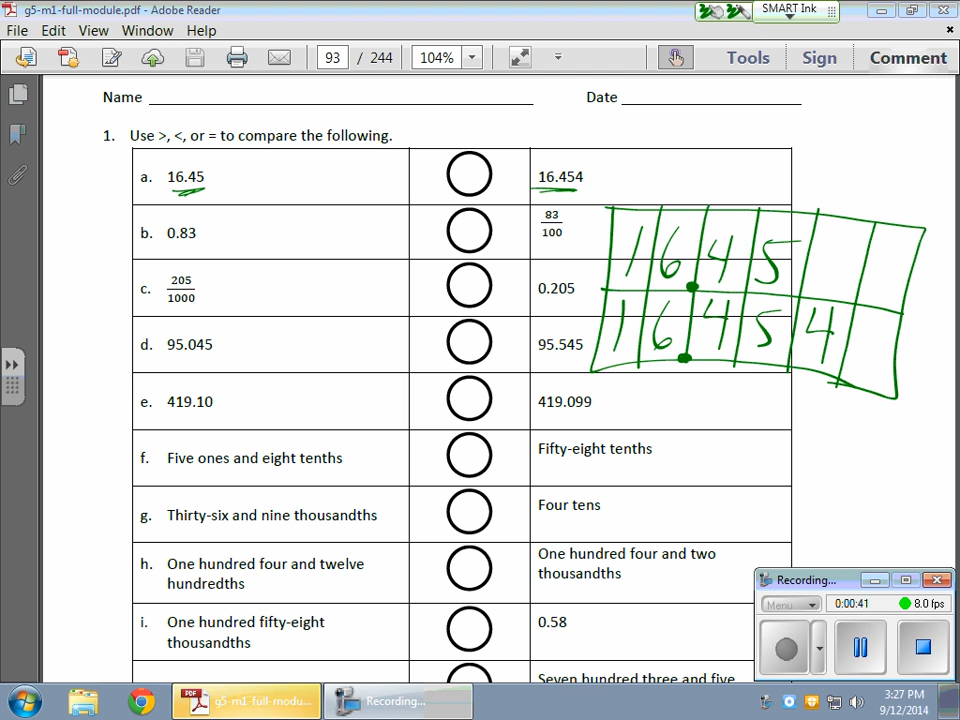 g5-m1-full-module.pdf - Adobe Reader
SMART Ink
File Edit View Window Help
93 / 244 104% Tools Sign Comment
Name Date
1. Use >, <, or = to compare the following.
a. 16.45 16.454
b. 0.83 83/100
1 6 . 4 5
c. 205/1000 0.205
1 6 . 4 5 4
d. 95.045 95.545
e. 419.10 419.099
f. Five ones and eight tenths Fifty-eight tenths
g. Thirty-six and nine thousandths Four tens
h. One hundred four and twelve hundredths One hundred four and two thousandths
i. One hundred fifty-eight thousandths 0.58
Seven hundred three and five
Recording...
Menu 0:00:41 8.0 fps
g5-m1-full-modu... Recording...
3:27 PM
9/12/2014